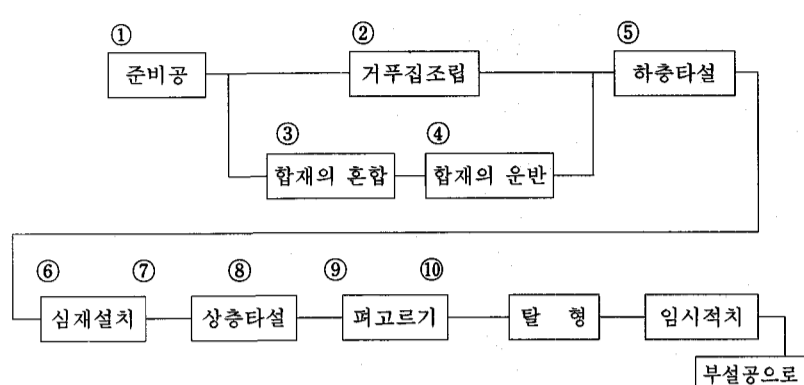 ① ② ⑤
준비공 거푸집조립 하층타설
③ ④
합재의 혼합 합재의 운반
⑥ ⑦ ⑧ ⑨ ⑩
심재설치 상층타설 펴고르기 탈 형 임시적치
부설공으로